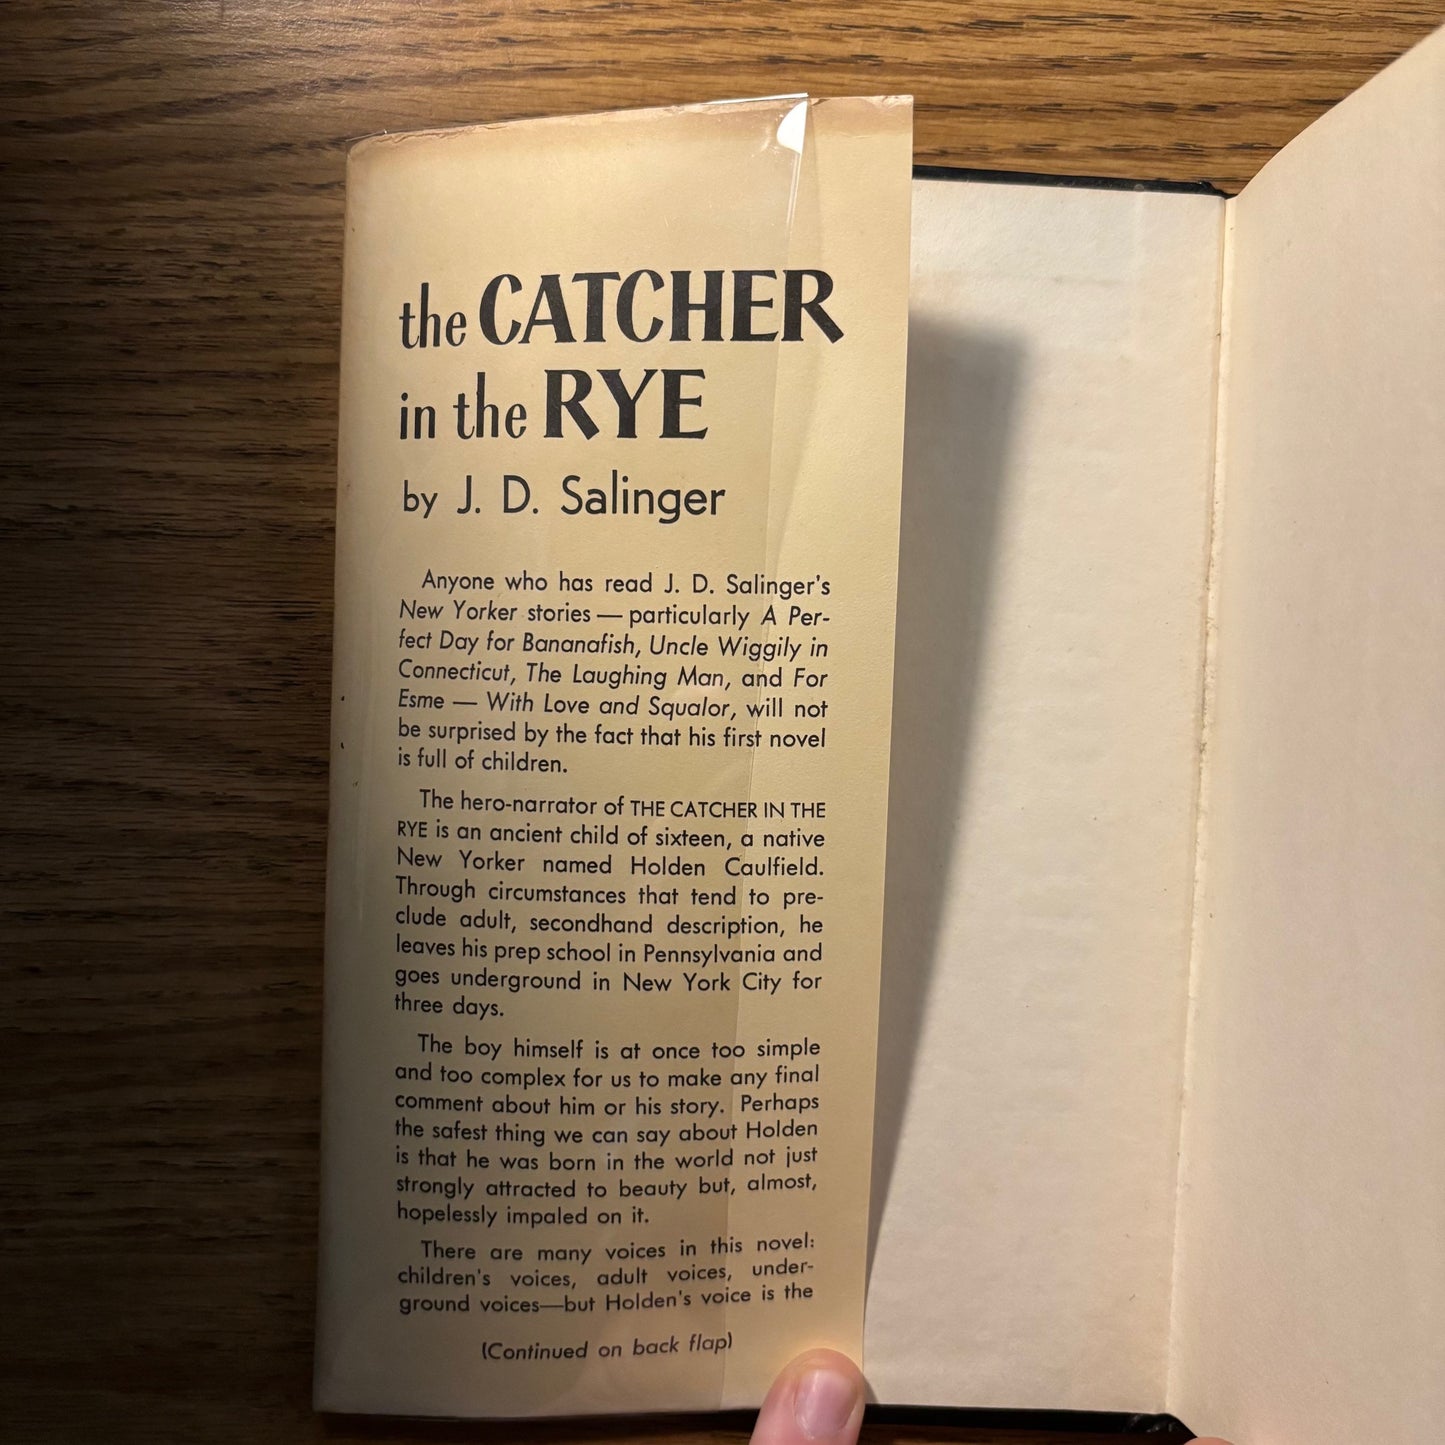 the CATCHER
in the RYE
by J. D. Salinger
Anyone who has read J. D. Salinger's
New Yorker stories — particularly A Per-
fect Day for Bananafish, Uncle Wiggily in
Connecticut, The Laughing Man, and For
Esme — With Love and Squalor, will not
be surprised by the fact that his first novel
is full of children.
The hero-narrator of THE CATCHER IN THE
RYE is an ancient child of sixteen, a native
New Yorker named Holden Caulfield.
Through circumstances that tend to pre-
clude adult, secondhand description, he
leaves his prep school in Pennsylvania and
goes underground in New York City for
three days.
The boy himself is at once too simple
and too complex for us to make any final
comment about him or his story. Perhaps
the safest thing we can say about Holden
is that he was born in the world not just
strongly attracted to beauty but, almost,
hopelessly impaled on it.
There are many voices in this novel:
children's voices, adult voices, under-
ground voices—but Holden's voice is the
(Continued on back flap)